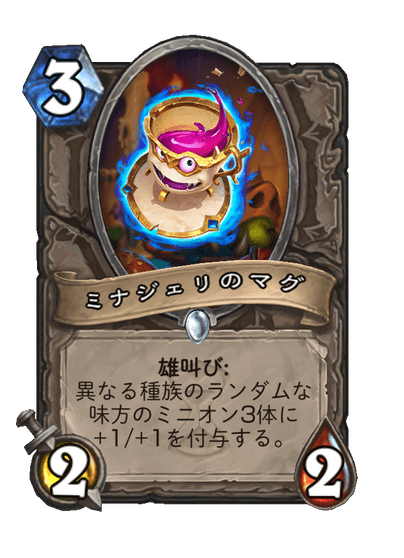 3
ミナジェリのマグ
雄叫び:
異なる種族のランダムな
味方のミニオン3体に
+1/+1を付与する。
2
2